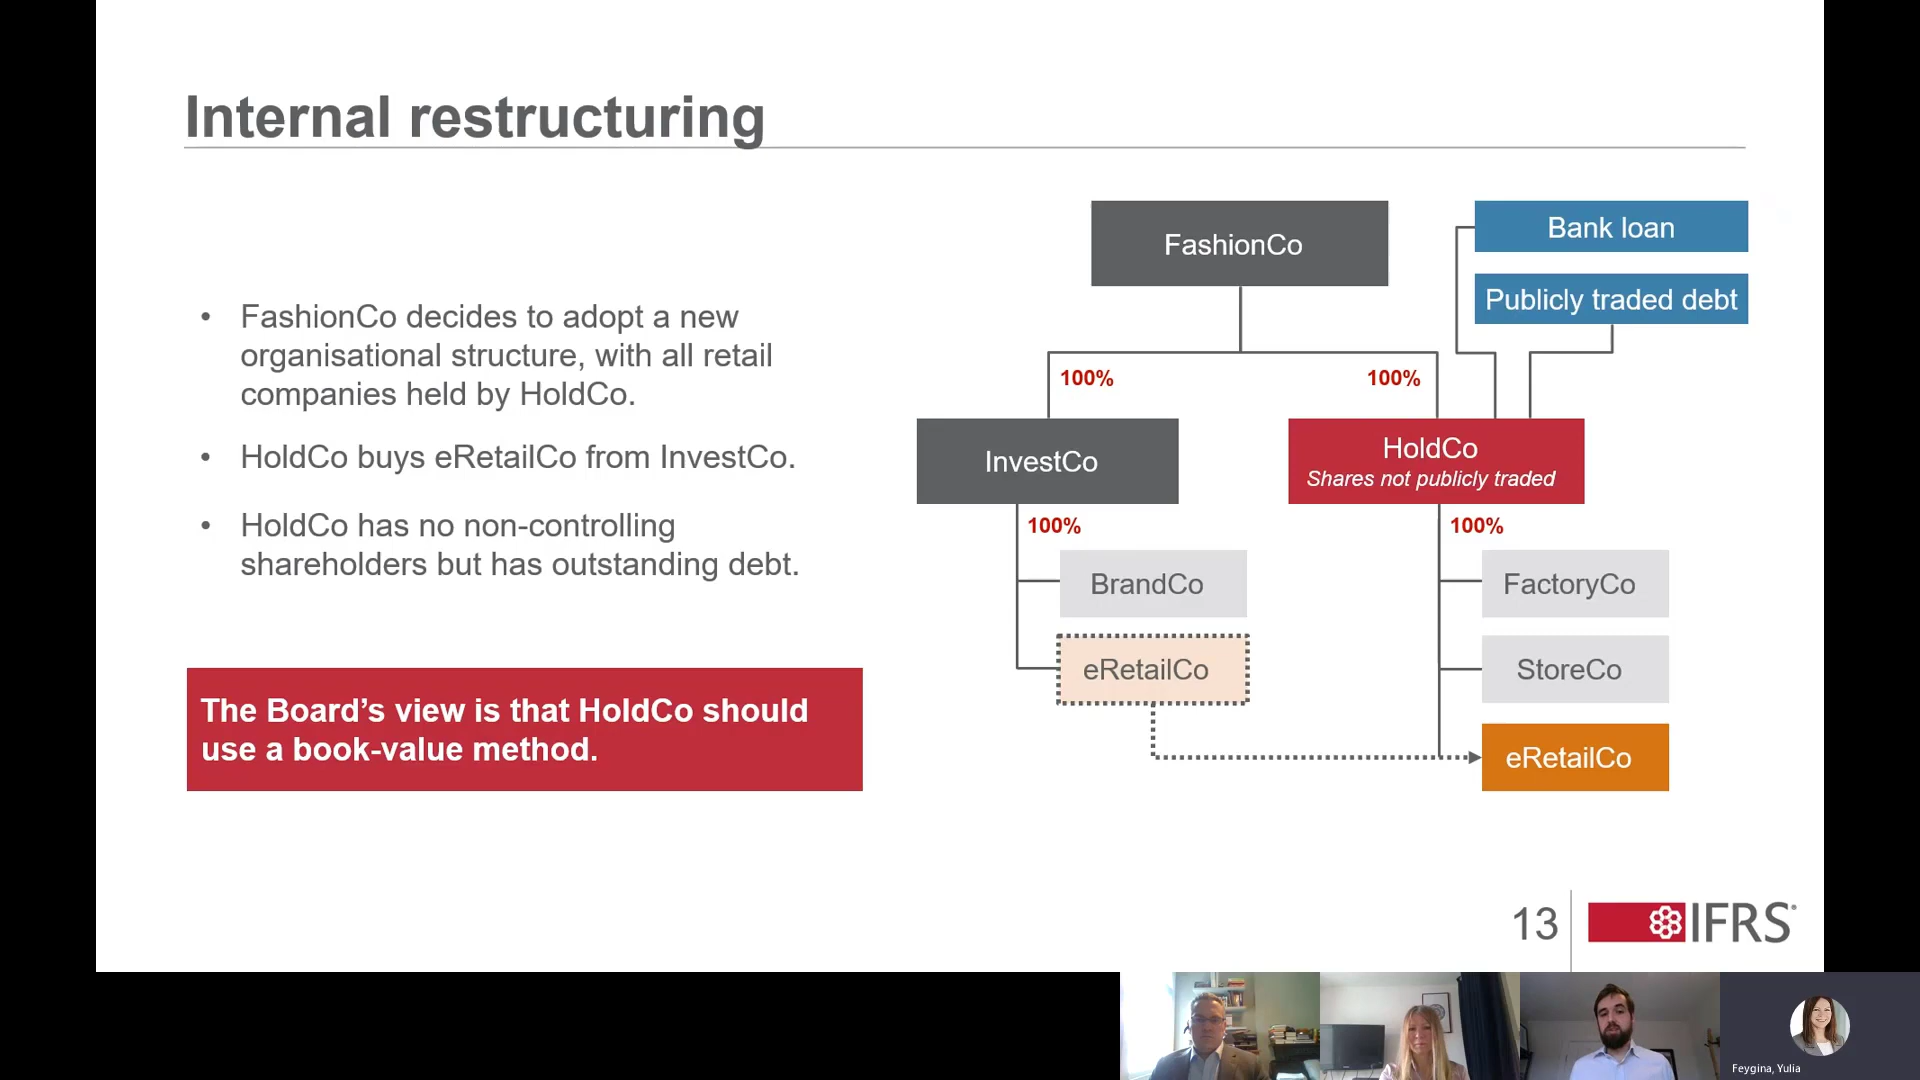 Internal restructuring
• FashionCo decides to adopt a new
organisational structure, with all retail
companies held by HoldCo.
• HoldCo buys eRetailCo from InvestCo.
• HoldCo has no non-controlling
shareholders but has outstanding debt.
The Board’s view is that HoldCo should
use a book-value method.
FashionCo
Bank loan
Publicly traded debt
100%
100%
InvestCo
HoldCo
Shares not publicly traded
100%
100%
BrandCo
FactoryCo
eRetailCo
StoreCo
eRetailCo
13
IFRS®
Feygina, Yulia